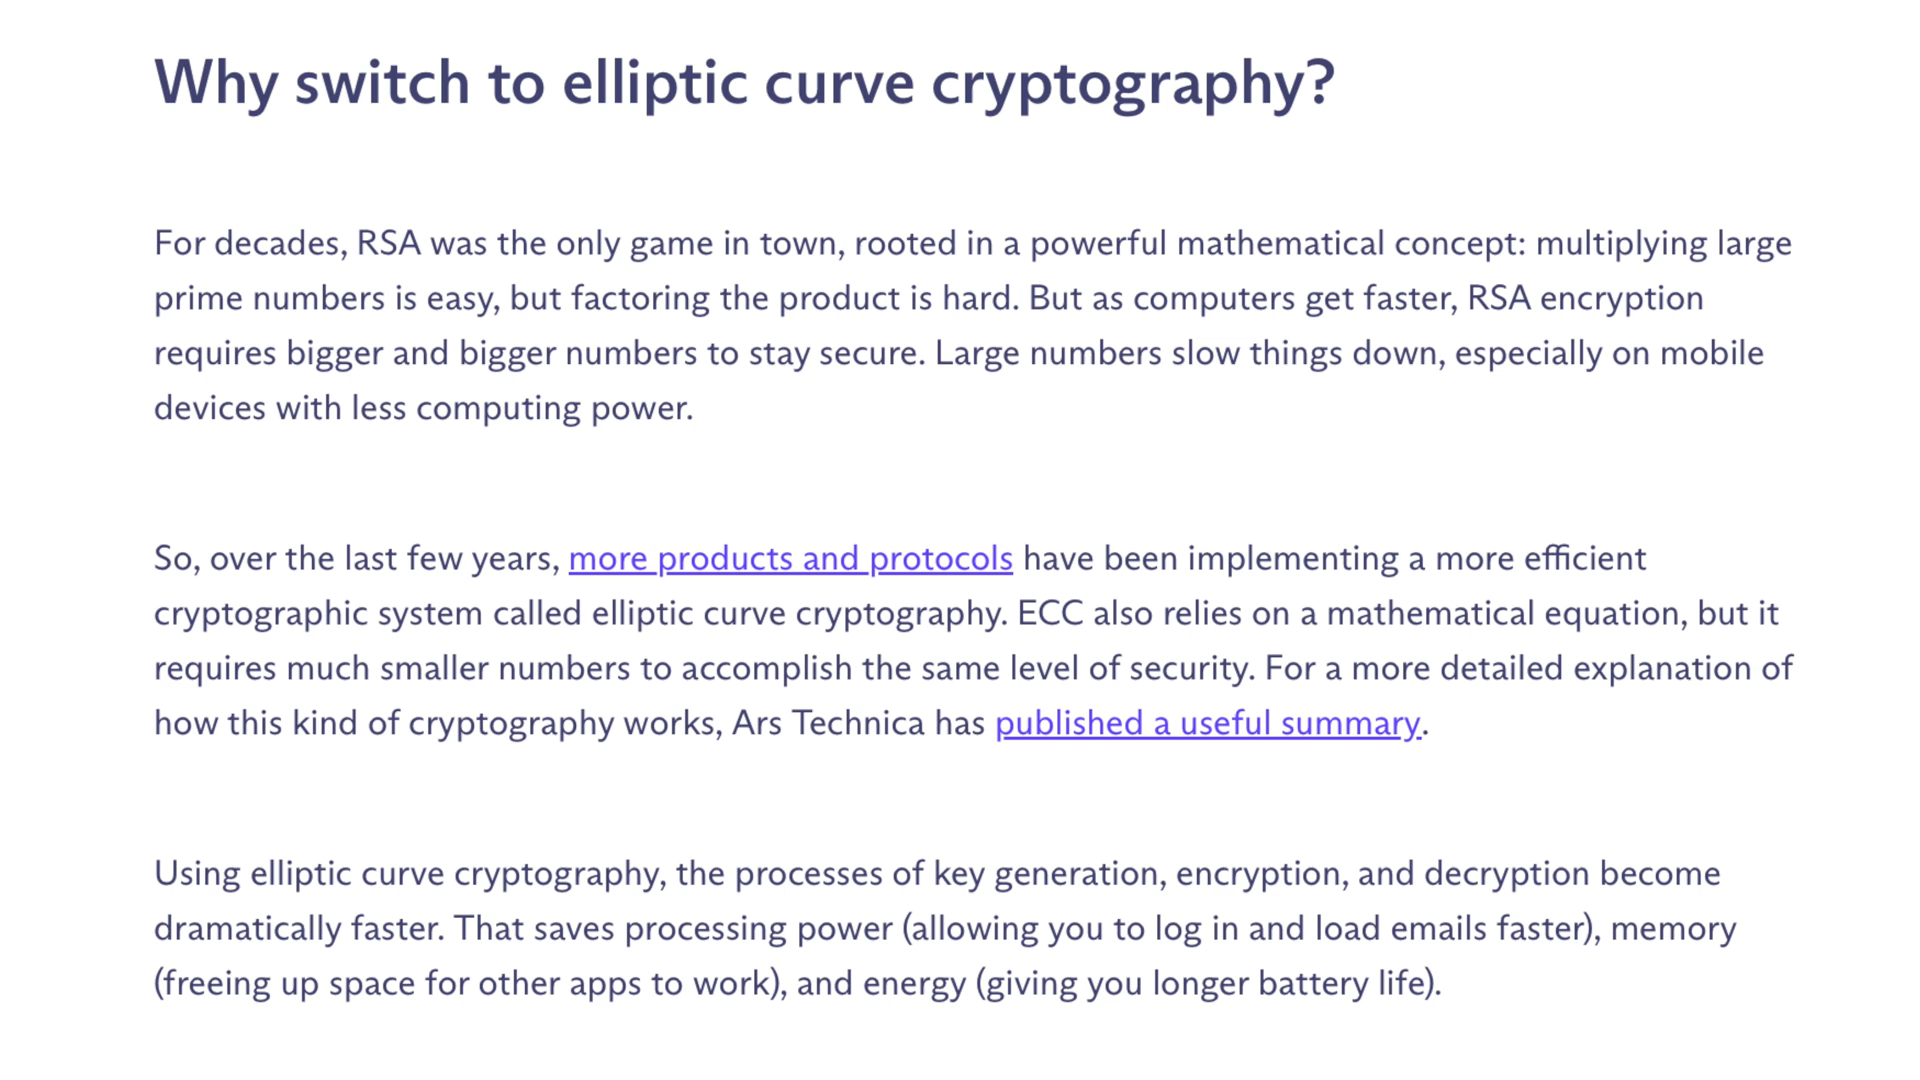 Why switch to elliptic curve cryptography?
For decades, RSA was the only game in town, rooted in a powerful mathematical concept: multiplying large
prime numbers is easy, but factoring the product is hard. But as computers get faster, RSA encryption
requires bigger and bigger numbers to stay secure. Large numbers slow things down, especially on mobile
devices with less computing power.
So, over the last few years, more products and protocols have been implementing a more efficient
cryptographic system called elliptic curve cryptography. ECC also relies on a mathematical equation, but it
requires much smaller numbers to accomplish the same level of security. For a more detailed explanation of
how this kind of cryptography works, Ars Technica has published a useful summary.
Using elliptic curve cryptography, the processes of key generation, encryption, and decryption become
dramatically faster. That saves processing power (allowing you to log in and load emails faster), memory
(freeing up space for other apps to work), and energy (giving you longer battery life).